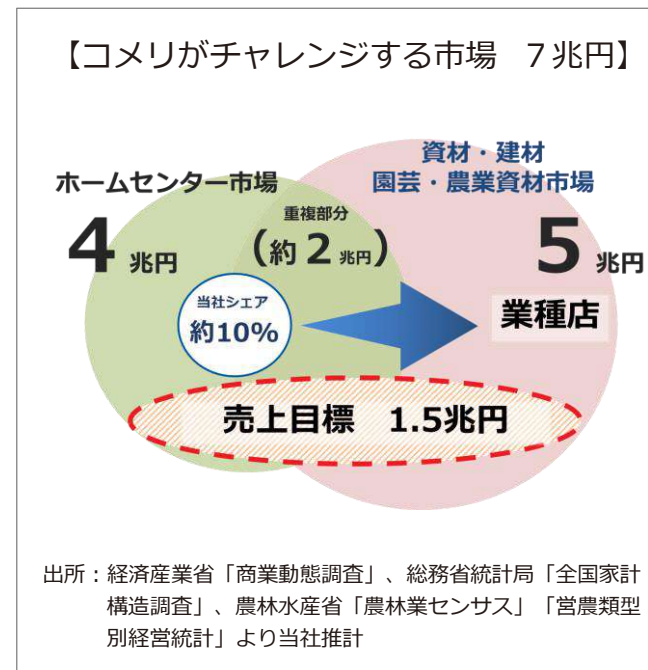 【コメリがチャレンジする市場　７兆円】
ホームセンター市場
4 兆円
重複部分
(約 2 兆円)
資材・建材
園芸・農業資材市場
5 兆円
当社シェア
約10%
業種店
売上目標　1.5兆円
出所：経済産業省「商業動態調査」、総務省統計局「全国家計
構造調査」、農林水産省「農林業センサス」「営農類型
別経営統計」より当社推計